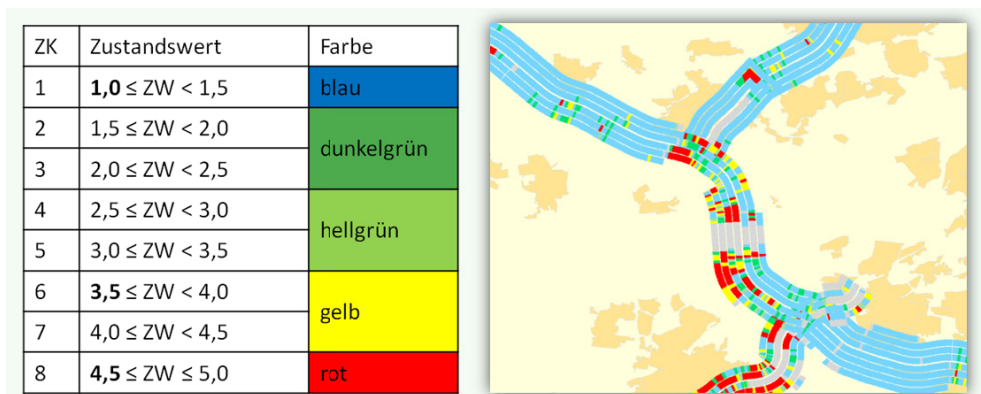 ZK Zustandswert Farbe
1 1,0 ≤ ZW < 1,5 blau
2 1,5 ≤ ZW < 2,0 dunkelgrün
3 2,0 ≤ ZW < 2,5
4 2,5 ≤ ZW < 3,0 hellgrün
5 3,0 ≤ ZW < 3,5
6 3,5 ≤ ZW < 4,0 gelb
7 4,0 ≤ ZW < 4,5
8 4,5 ≤ ZW ≤ 5,0 rot